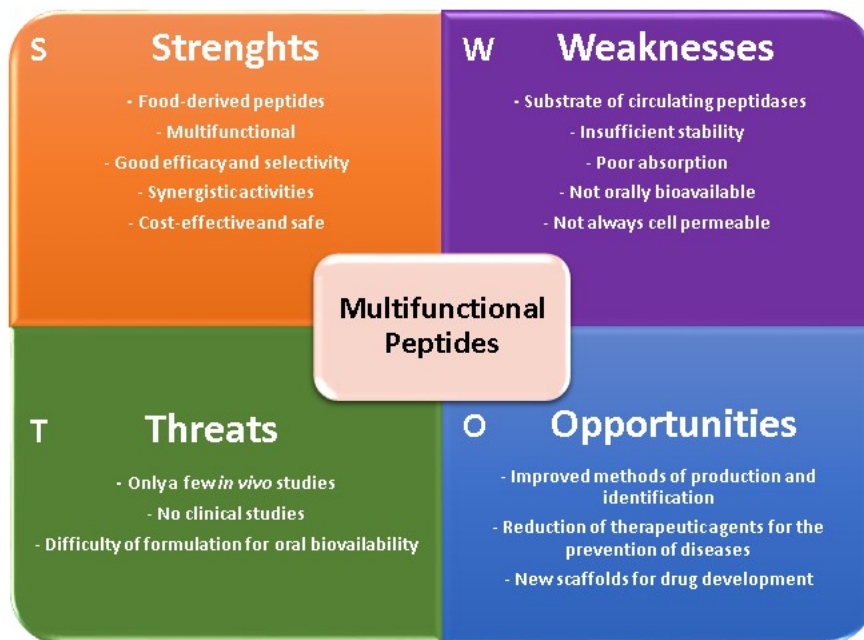 S
Strenghts
- Food-derived peptides
- Multifunctional
- Good efficacy and selectivity
- Synergistic activities
- Cost-effective and safe
W
Weaknesses
- Substrate of circulating peptidases
- Insufficient stability
- Poor absorption
- Not orally bioavailable
- Not always cell permeable
Multifunctional
Peptides
T
Threats
- Only a few in vivo studies
- No clinical studies
- Difficulty of formulation for oral biovailability
O
Opportunities
- Improved methods of production and
identification
- Reduction of therapeutic agents for the
prevention of diseases
- New scaffolds for drug development